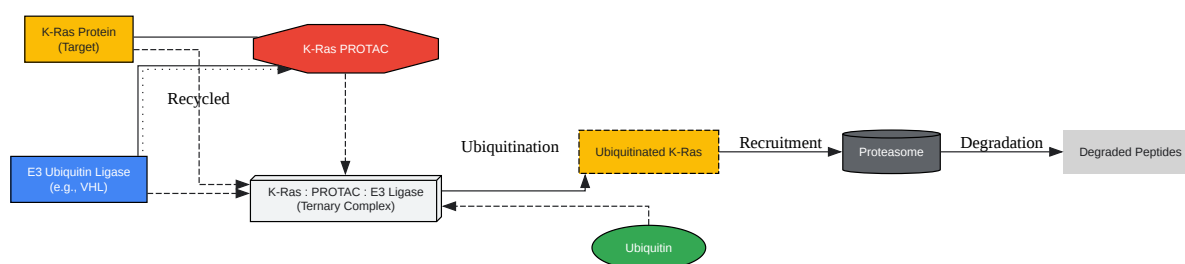 K-Ras Protein
(Target)
K-Ras PROTAC
Recycled
E3 Ubiquitin Ligase
(e.g., VHL)
K-Ras : PROTAC : E3 Ligase
(Ternary Complex)
Ubiquitination
Ubiquitinated K-Ras
Recruitment
Proteasome
Degradation
Degraded Peptides
Ubiquitin